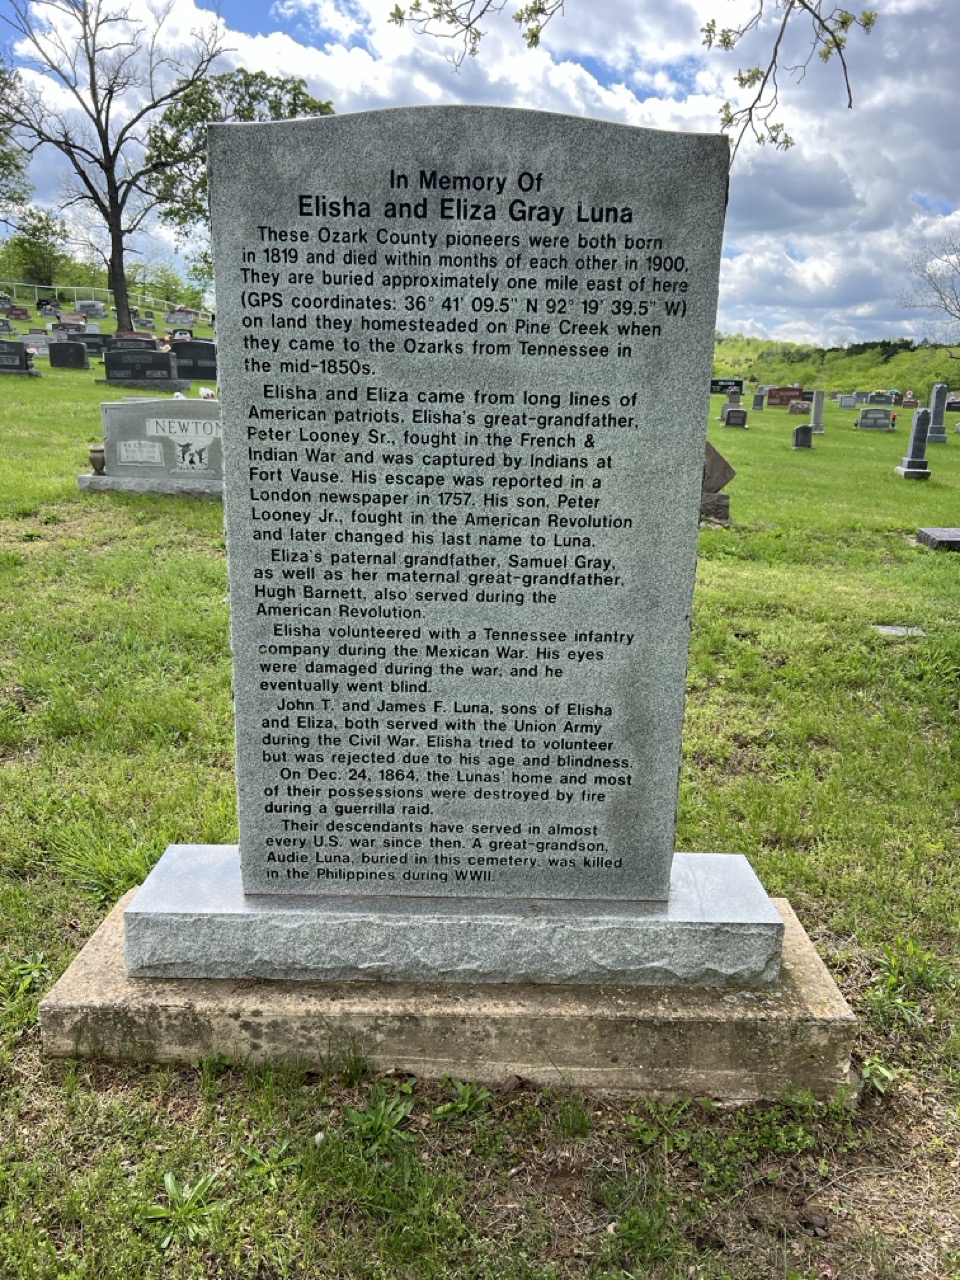 In Memory Of
Elisha and Eliza Gray Luna
These Ozark County pioneers were both born
in 1819 and died within months of each other in 1900.
They are buried approximately one mile east of here
(GPS coordinates: 36° 41' 09.5" N 92° 19' 39.5" W)
on land they homesteaded on Pine Creek when
they came to the Ozarks from Tennessee in
the mid-1850s.
Elisha and Eliza came from long lines of
American patriots. Elisha's great-grandfather,
Peter Looney Sr., fought in the French &
Indian War and was captured by Indians at
Fort Vause. His escape was reported in a
London newspaper in 1757. His son, Peter
Looney Jr., fought in the American Revolution
and later changed his last name to Luna.
Eliza's paternal grandfather, Samuel Gray,
as well as her maternal great-grandfather,
Hugh Barnett, also served during the
American Revolution.
Elisha volunteered with a Tennessee infantry
company during the Mexican War. His eyes
were damaged during the war, and he
eventually went blind.
John T. and James F. Luna, sons of Elisha
and Eliza, both served with the Union Army
during the Civil War. Elisha tried to volunteer
but was rejected due to his age and blindness.
On Dec. 24, 1864, the Lunas' home and most
of their possessions were destroyed by fire
during a guerrilla raid.
Their descendants have served in almost
every U.S. war since then. A great-grandson,
Audie Luna, buried in this cemetery, was killed
in the Philippines during WWII.
NEWTON